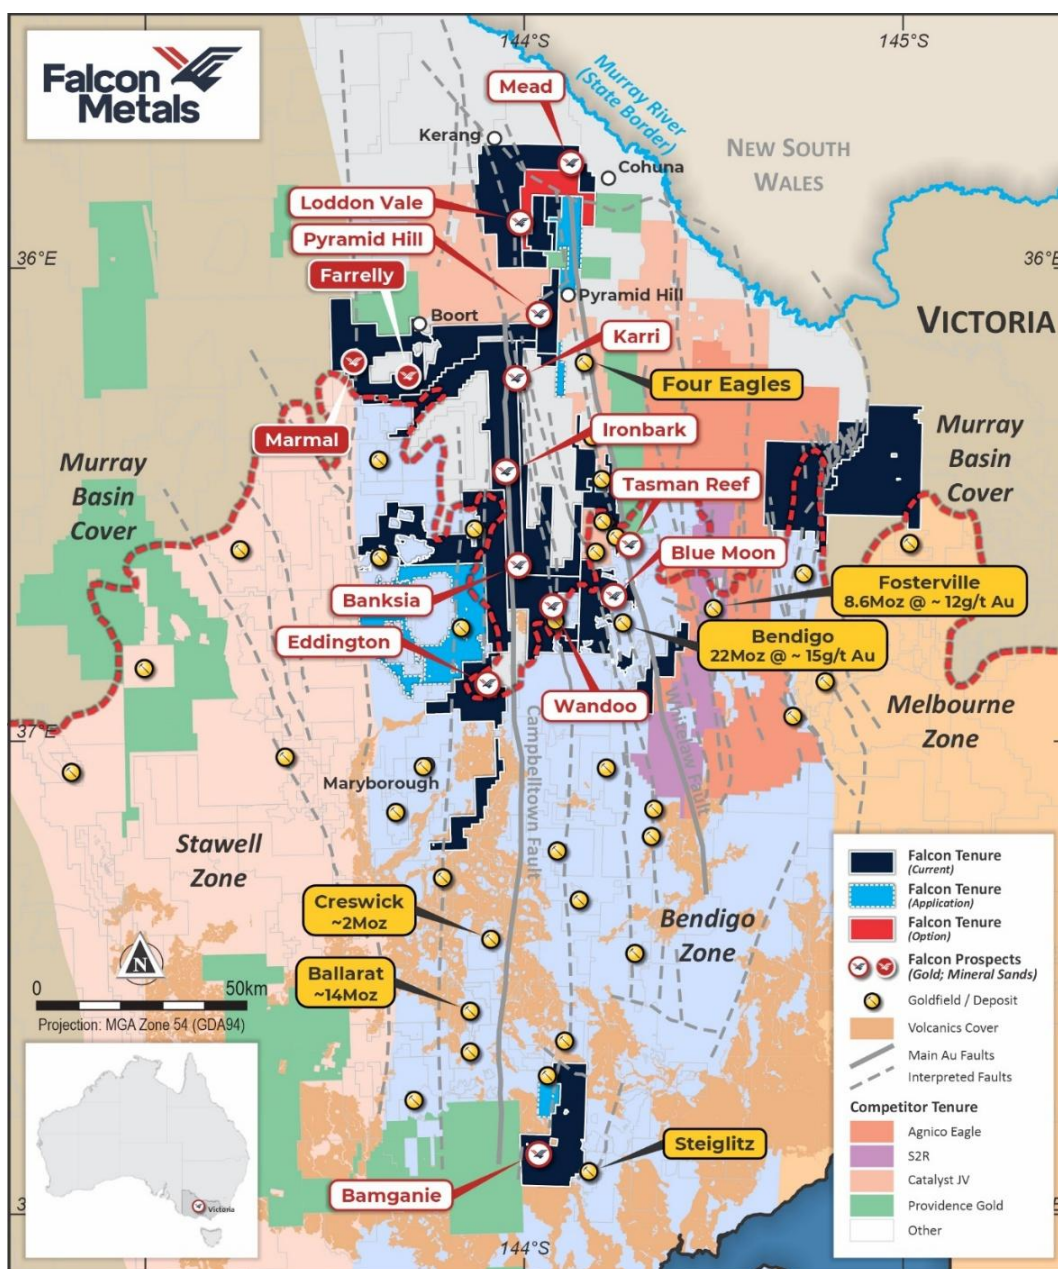 Falcon
Metals
144°S
145°S
Murray River
(State Border)
Mead
Kerang
Cohuna
NEW SOUTH
WALES
Loddon Vale
Pyramid Hill
36°E
36°E
Farrelly
Pyramid Hill
Boort
VICTORIA
Karri
Four Eagles
Marmal
Ironbark
Murray
Basin
Cover
Murray
Basin
Cover
Tasman Reef
Blue Moon
Banksia
Fosterville
8.6Moz @ ~ 12g/t Au
Eddington
Bendigo
22Moz @ ~ 15g/t Au
Wandoo
Melbourne
Zone
37°E
Campbelltown Fault
Whitelaw Fault
Maryborough
Stawell
Zone
Creswick
~2Moz
Bendigo
Zone
Ballarat
~14Moz
N
0
50km
Projection: MGA Zone 54 (GDA94)
Victoria
Steiglitz
Bamganie
144°S
Falcon Tenure
(Current)
Falcon Tenure
(Application)
Falcon Tenure
(Option)
Falcon Prospects
(Gold; Mineral Sands)
Goldfield / Deposit
Volcanics Cover
Main Au Faults
Interpreted Faults
Competitor Tenure
Agnico Eagle
S2R
Catalyst JV
Providence Gold
Other